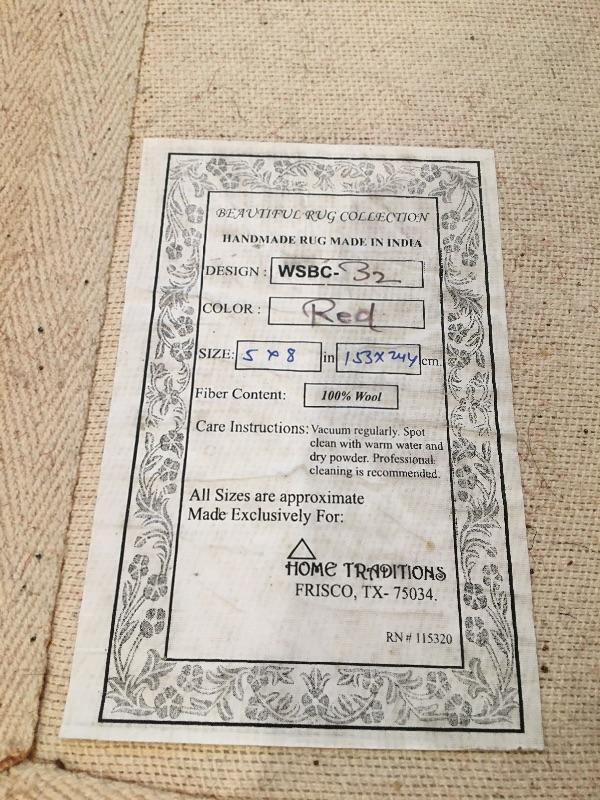 BEAUTIFUL RUG COLLECTION
HANDMADE RUG MADE IN INDIA
DESIGN : WSBC-32
COLOR : Red
SIZE: 5 x 8 in 153 x 244 cm.
Fiber Content: 100% Wool
Care Instructions: Vacuum regularly. Spot
clean with warm water and
dry powder. Professional
cleaning is recommended.
All Sizes are approximate
Made Exclusively For:
HOME TRADITIONS
FRISCO, TX- 75034.
RN # 115320